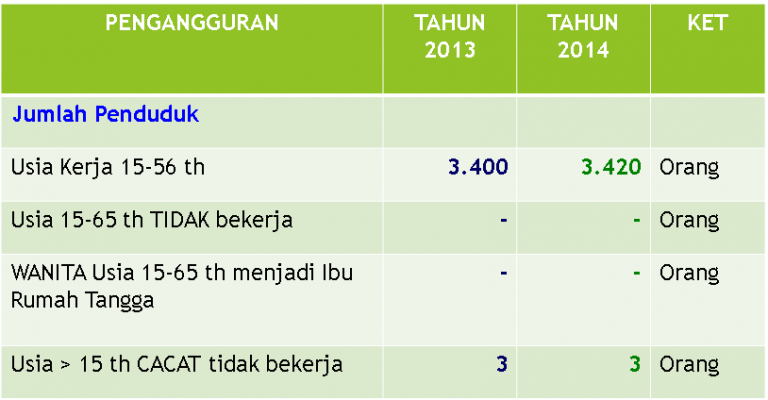 PENGANGGURAN TAHUN 2013 TAHUN 2014 KET
Jumlah Penduduk
Usia Kerja 15-56 th 3.400 3.420 Orang
Usia 15-65 th TIDAK bekerja - - Orang
WANITA Usia 15-65 th menjadi Ibu Rumah Tangga - - Orang
Usia > 15 th CACAT tidak bekerja 3 3 Orang